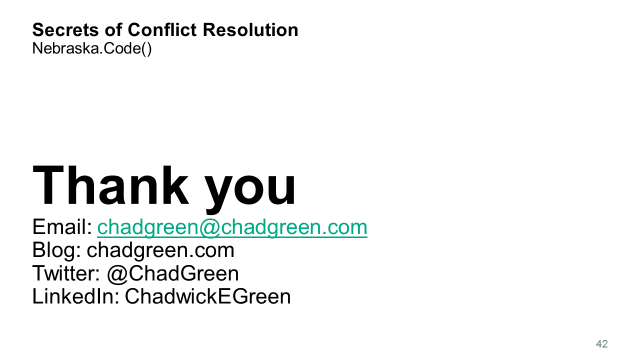 Secrets of Conflict Resolution
Nebraska.Code()
Thank you
Email: chadgreen@chadgreen.com
Blog: chadgreen.com
Twitter: @ChadGreen
LinkedIn: ChadwickEGreen
42